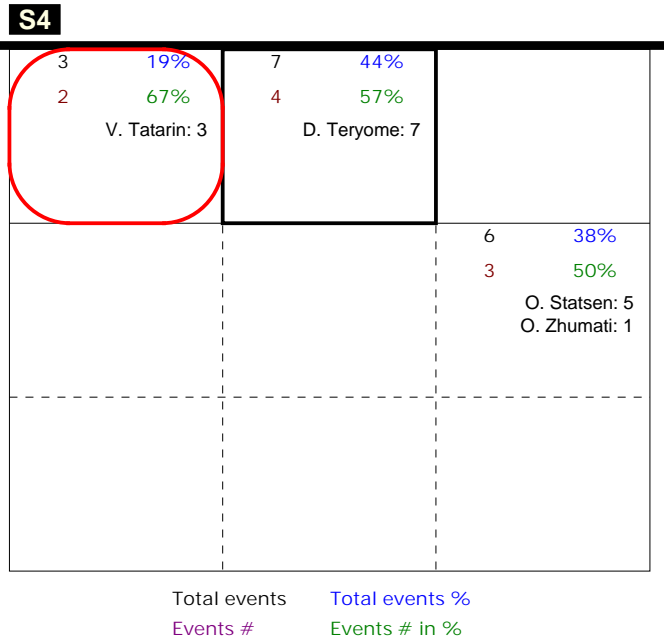 S4
3 19% 7 44%
2 67% 4 57%
V. Tatarin: 3 D. Teryome: 7
6 38%
3 50%
O. Statsen: 5
O. Zhumati: 1
Total events Total events %
Events # Events # in %